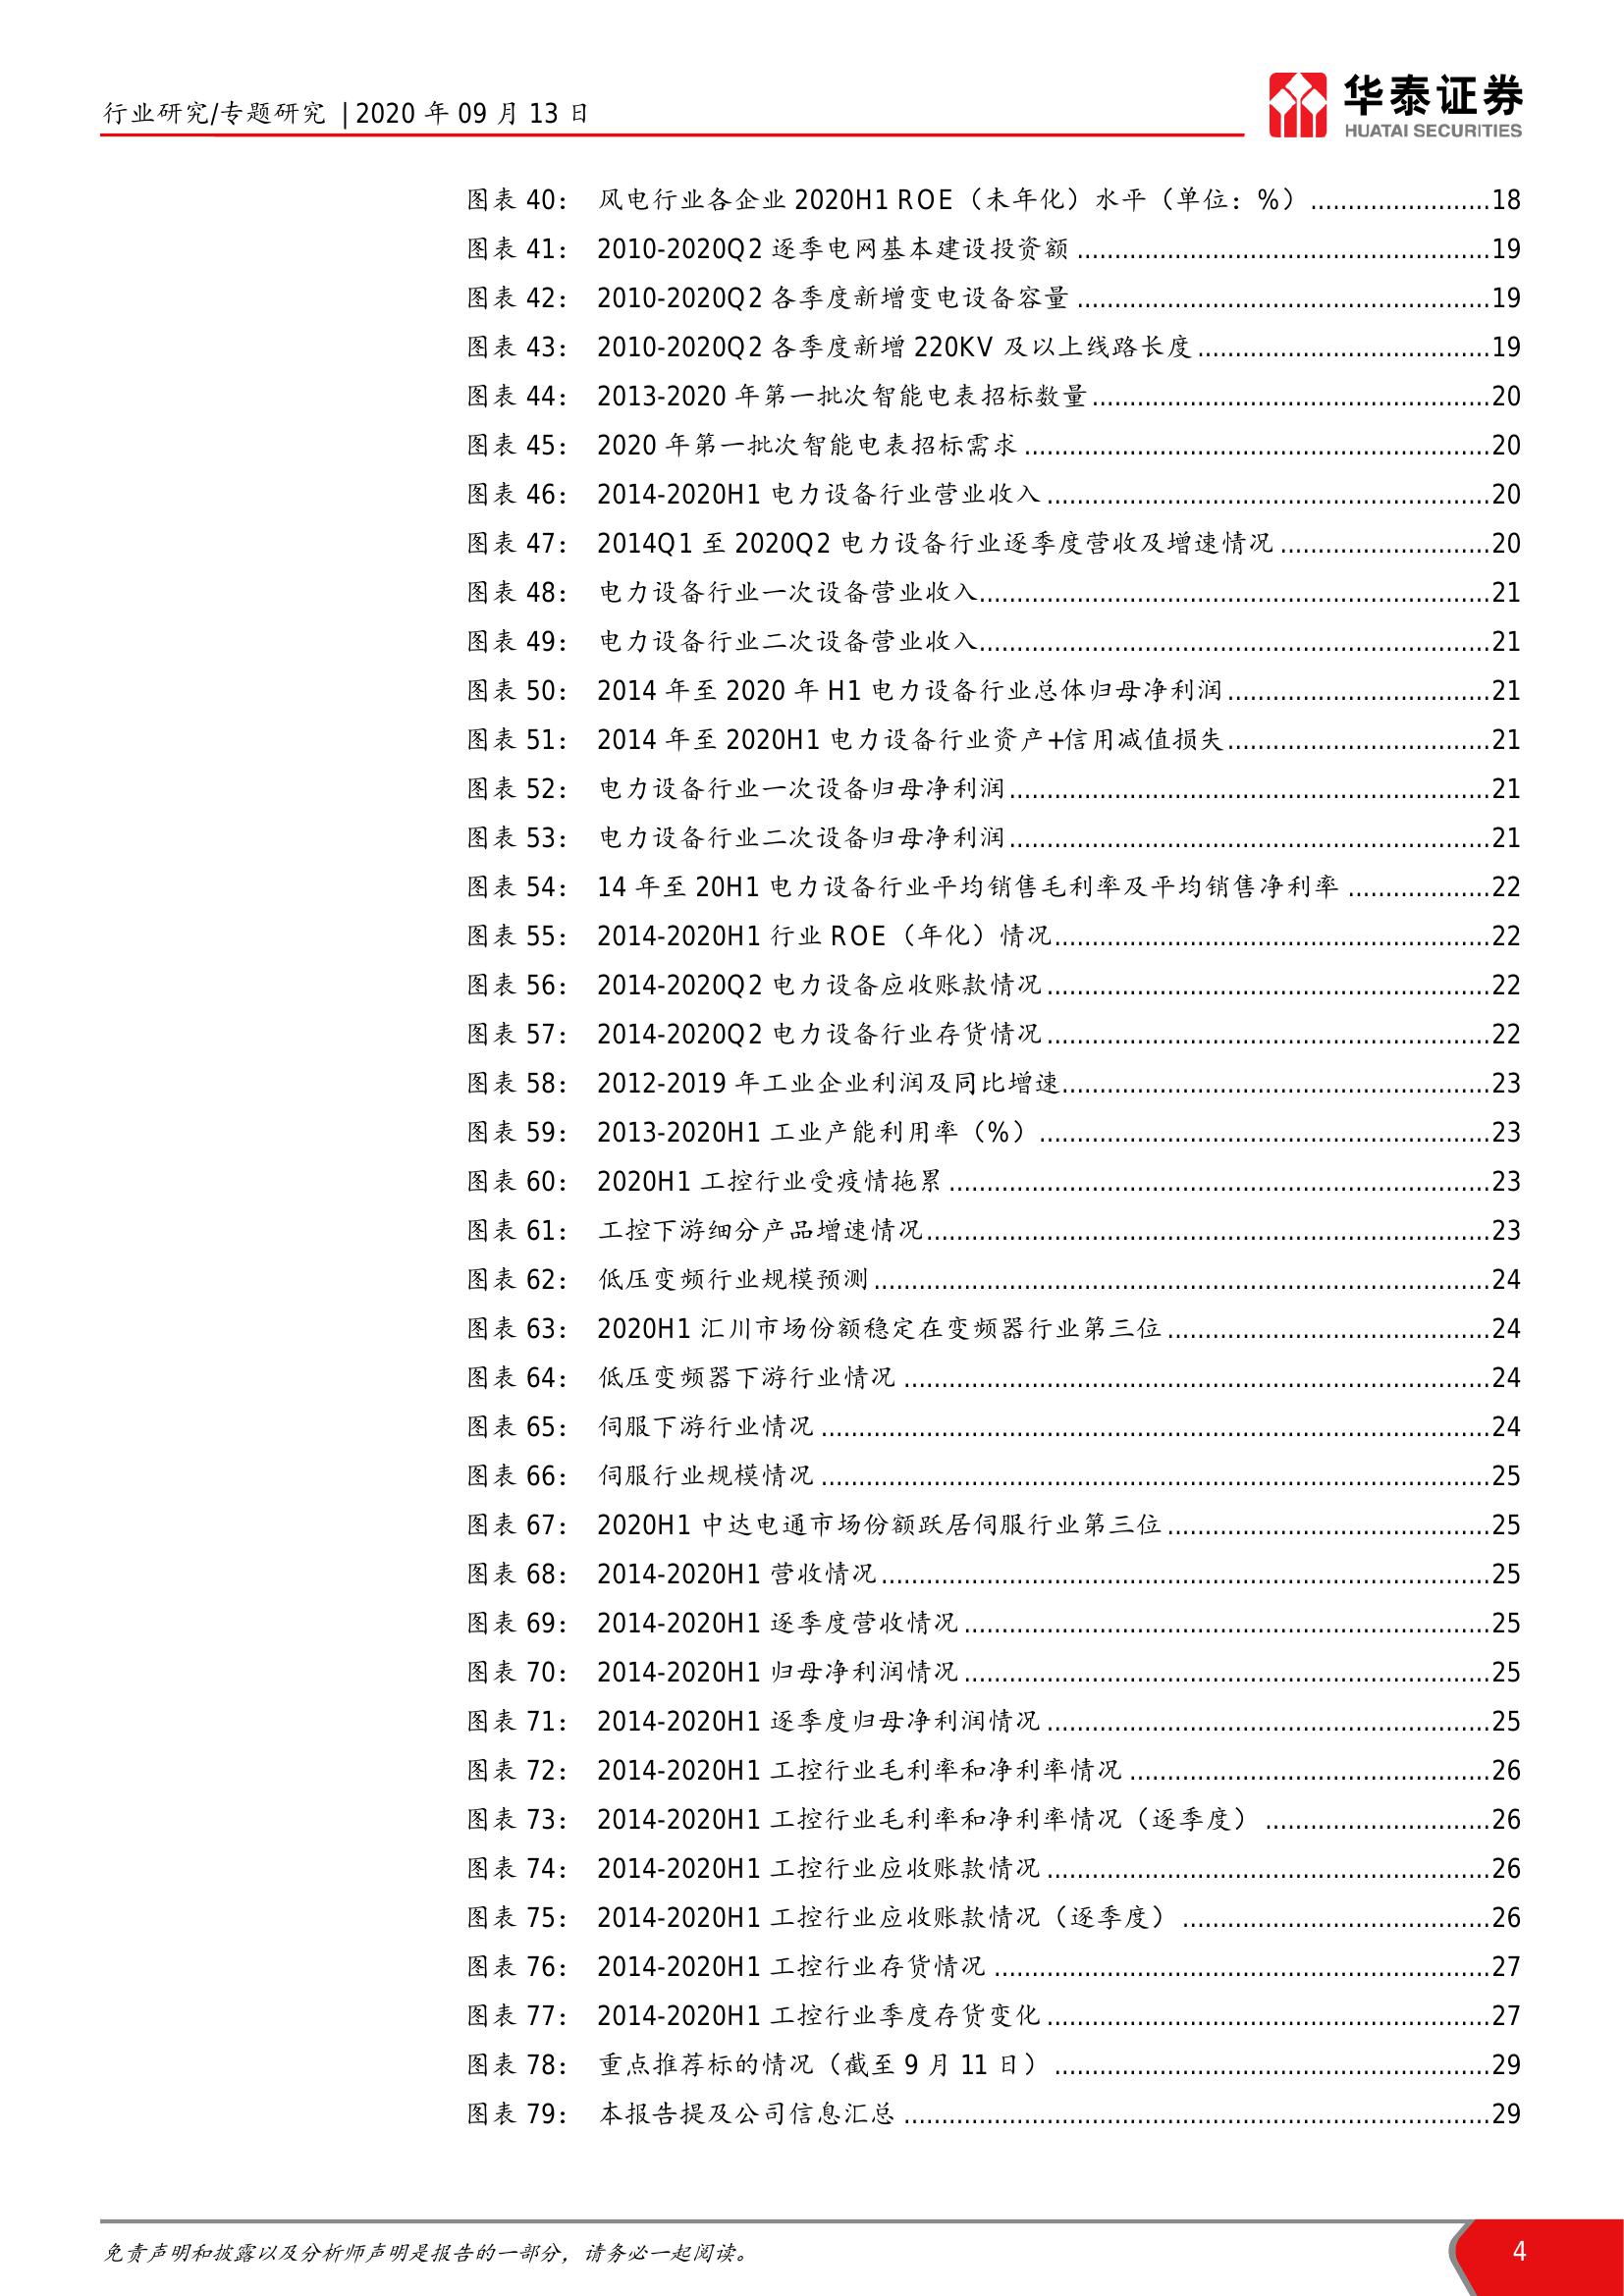 行业研究/专题研究 | 2020 年 09 月 13 日
华泰证券
HUATAI SECURITIES
图表 40： 风电行业各企业 2020H1 ROE（未年化）水平（单位：%）........................18
图表 41： 2010-2020Q2 逐季电网基本建设投资额........................19
图表 42： 2010-2020Q2 各季度新增变电设备容量........................19
图表 43： 2010-2020Q2 各季度新增 220KV 及以上线路长度........................19
图表 44： 2013-2020 年第一批次智能电表招标数量........................20
图表 45： 2020 年第一批次智能电表招标需求........................20
图表 46： 2014-2020H1 电力设备行业营业收入........................20
图表 47： 2014Q1 至 2020Q2 电力设备行业逐季度营收及增速情况........................20
图表 48： 电力设备行业一次设备营业收入........................21
图表 49： 电力设备行业二次设备营业收入........................21
图表 50： 2014 年至 2020 年 H1 电力设备行业总体归母净利润........................21
图表 51： 2014 年至 2020H1 电力设备行业资产+信用减值损失........................21
图表 52： 电力设备行业一次设备归母净利润........................21
图表 53： 电力设备行业二次设备归母净利润........................21
图表 54： 14 年至 20H1 电力设备行业平均销售毛利率及平均销售净利率........................22
图表 55： 2014-2020H1 行业 ROE（年化）情况........................22
图表 56： 2014-2020Q2 电力设备应收账款情况........................22
图表 57： 2014-2020Q2 电力设备行业存货情况........................22
图表 58： 2012-2019 年工业企业利润及同比增速........................23
图表 59： 2013-2020H1 工业产能利用率（%）........................23
图表 60： 2020H1 工控行业受疫情拖累........................23
图表 61： 工控下游细分产品增速情况........................23
图表 62： 低压变频行业规模预测........................24
图表 63： 2020H1 汇川市场份额稳定在变频器行业第三位........................24
图表 64： 低压变频器下游行业情况........................24
图表 65： 伺服下游行业情况........................24
图表 66： 伺服行业规模情况........................25
图表 67： 2020H1 中达电通市场份额跃居伺服行业第三位........................25
图表 68： 2014-2020H1 营收情况........................25
图表 69： 2014-2020H1 逐季度营收情况........................25
图表 70： 2014-2020H1 归母净利润情况........................25
图表 71： 2014-2020H1 逐季度归母净利润情况........................25
图表 72： 2014-2020H1 工控行业毛利率和净利率情况........................26
图表 73： 2014-2020H1 工控行业毛利率和净利率情况（逐季度）........................26
图表 74： 2014-2020H1 工控行业应收账款情况........................26
图表 75： 2014-2020H1 工控行业应收账款情况（逐季度）........................26
图表 76： 2014-2020H1 工控行业存货情况........................27
图表 77： 2014-2020H1 工控行业季度存货变化........................27
图表 78： 重点推荐标的情况（截至 9 月 11 日）........................29
图表 79： 本报告提及公司信息汇总........................29
免责声明和披露以及分析师声明是报告的一部分，请务必一起阅读。
4